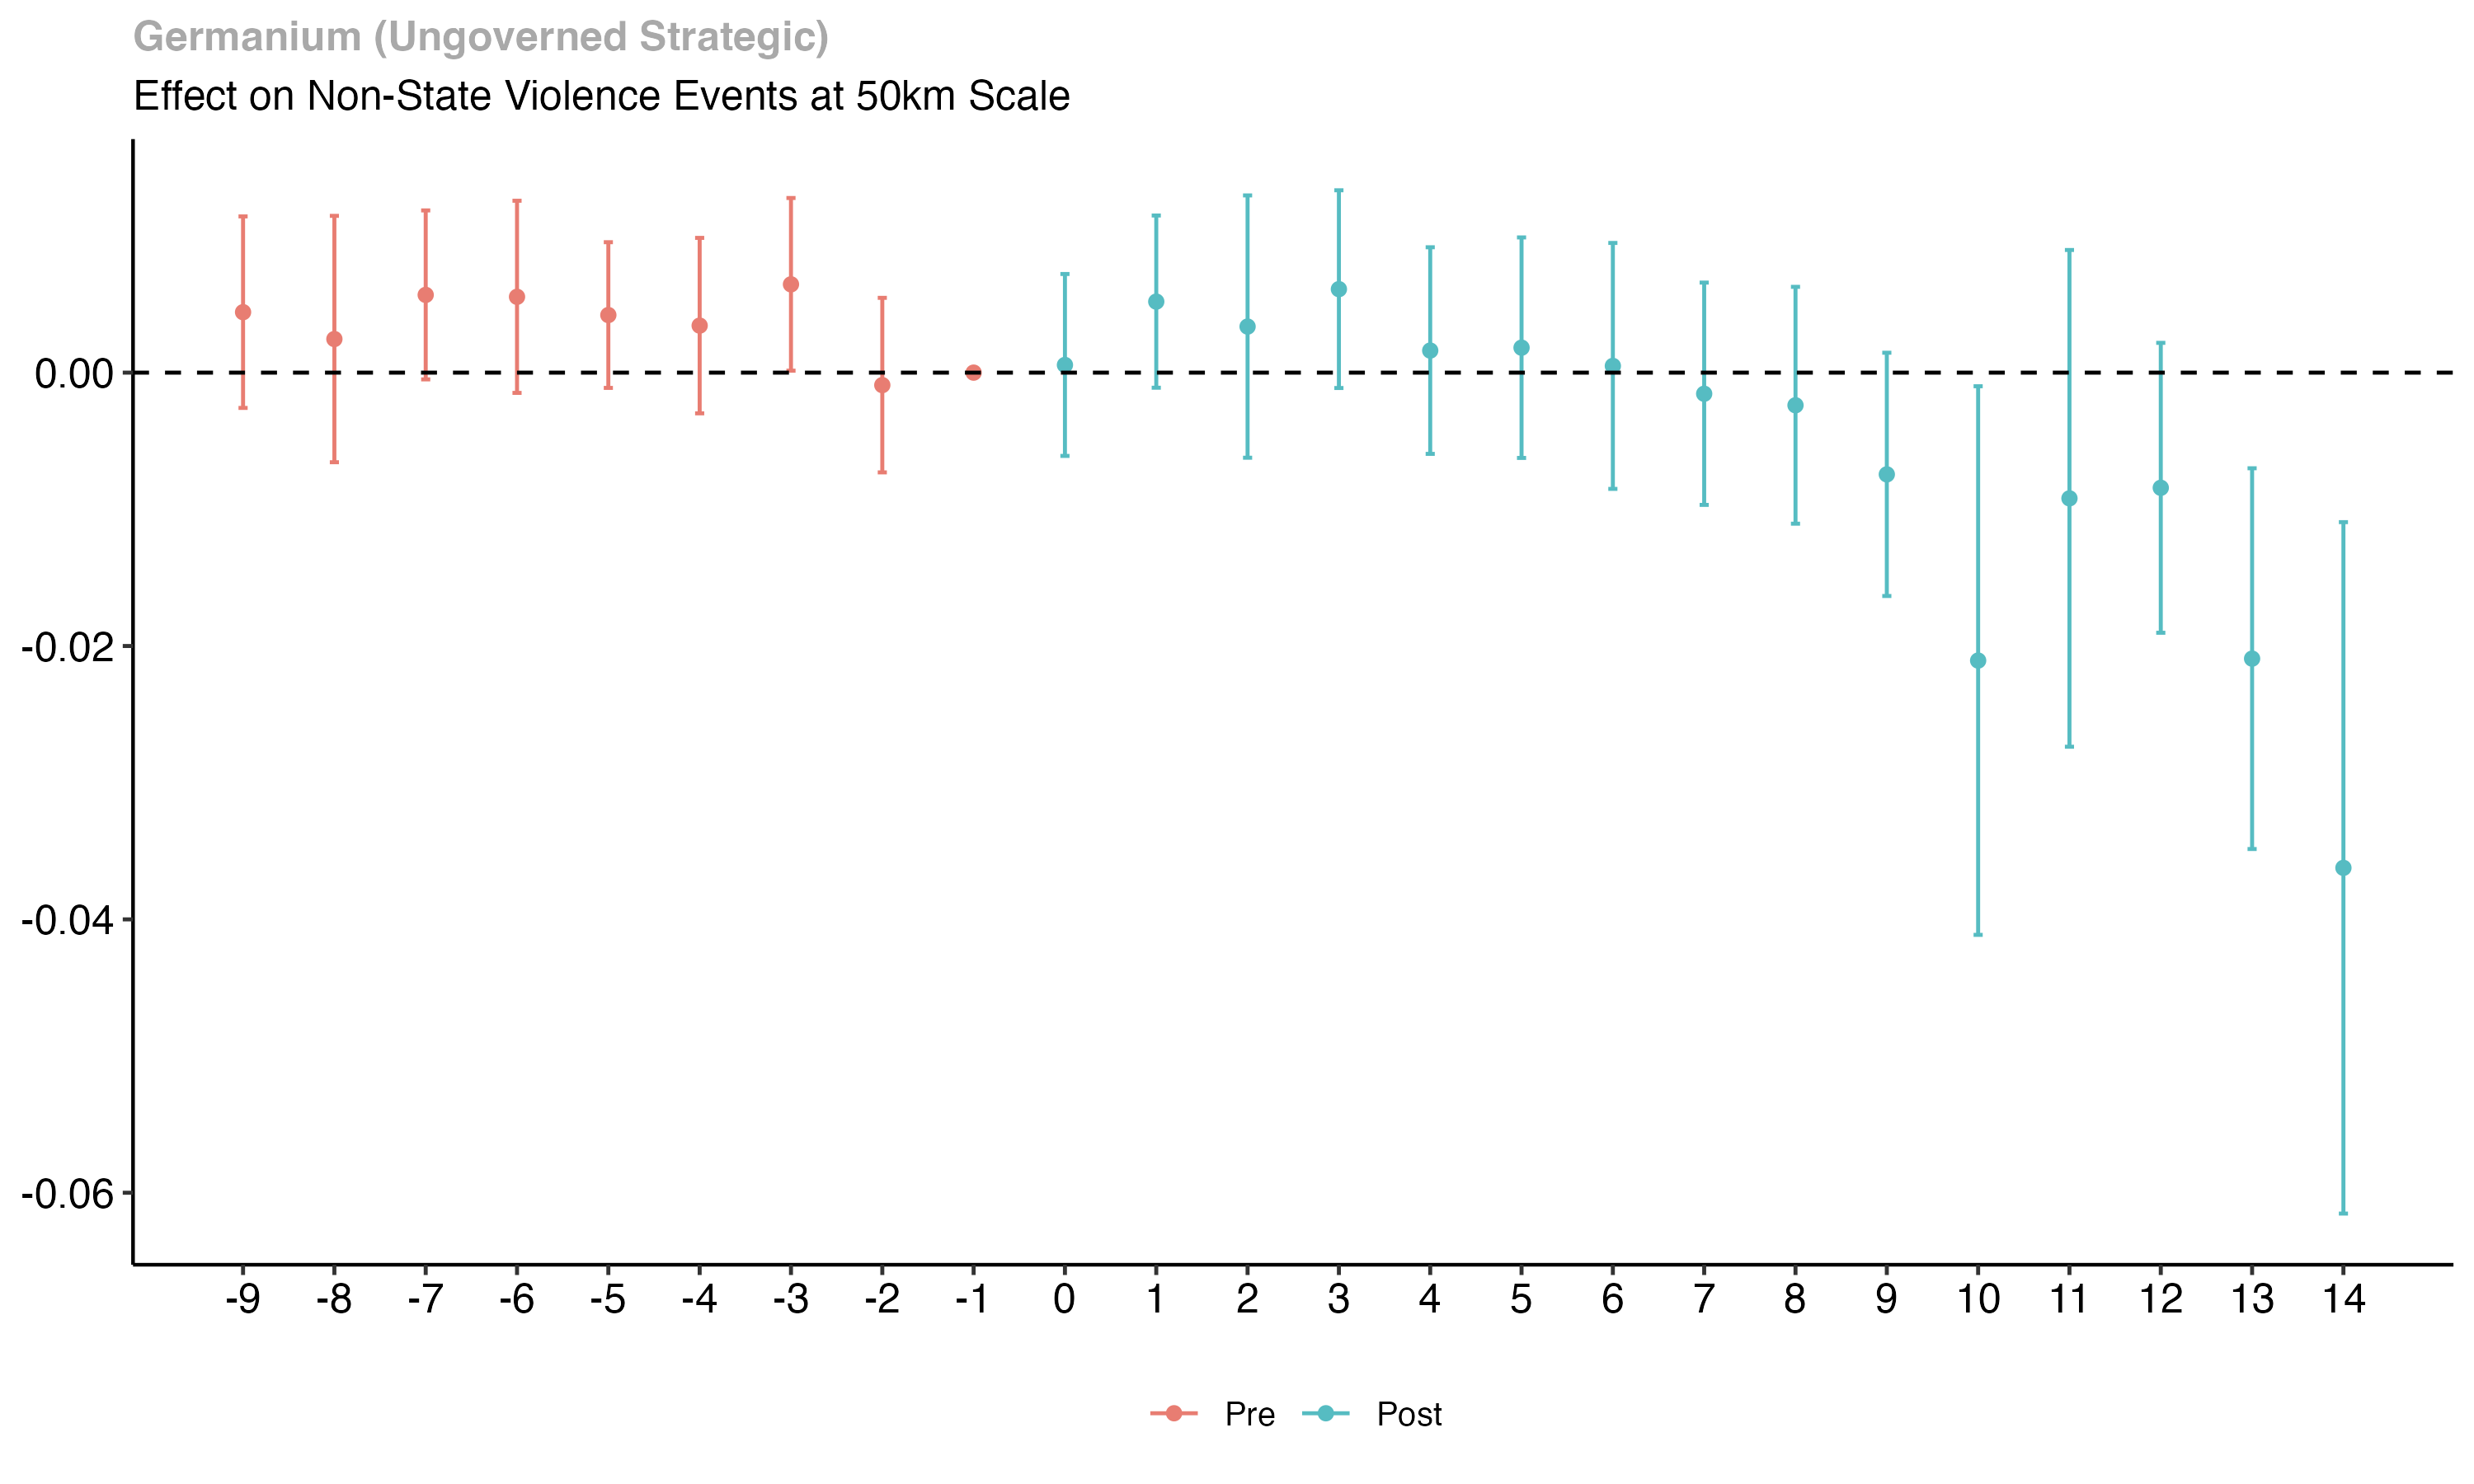 Germanium (Ungoverned Strategic)
Effect on Non-State Violence Events at 50km Scale
0.00
-0.02
-0.04
-0.06
-9 -8 -7 -6 -5 -4 -3 -2 -1 0 1 2 3 4 5 6 7 8 9 10 11 12 13 14
Pre Post